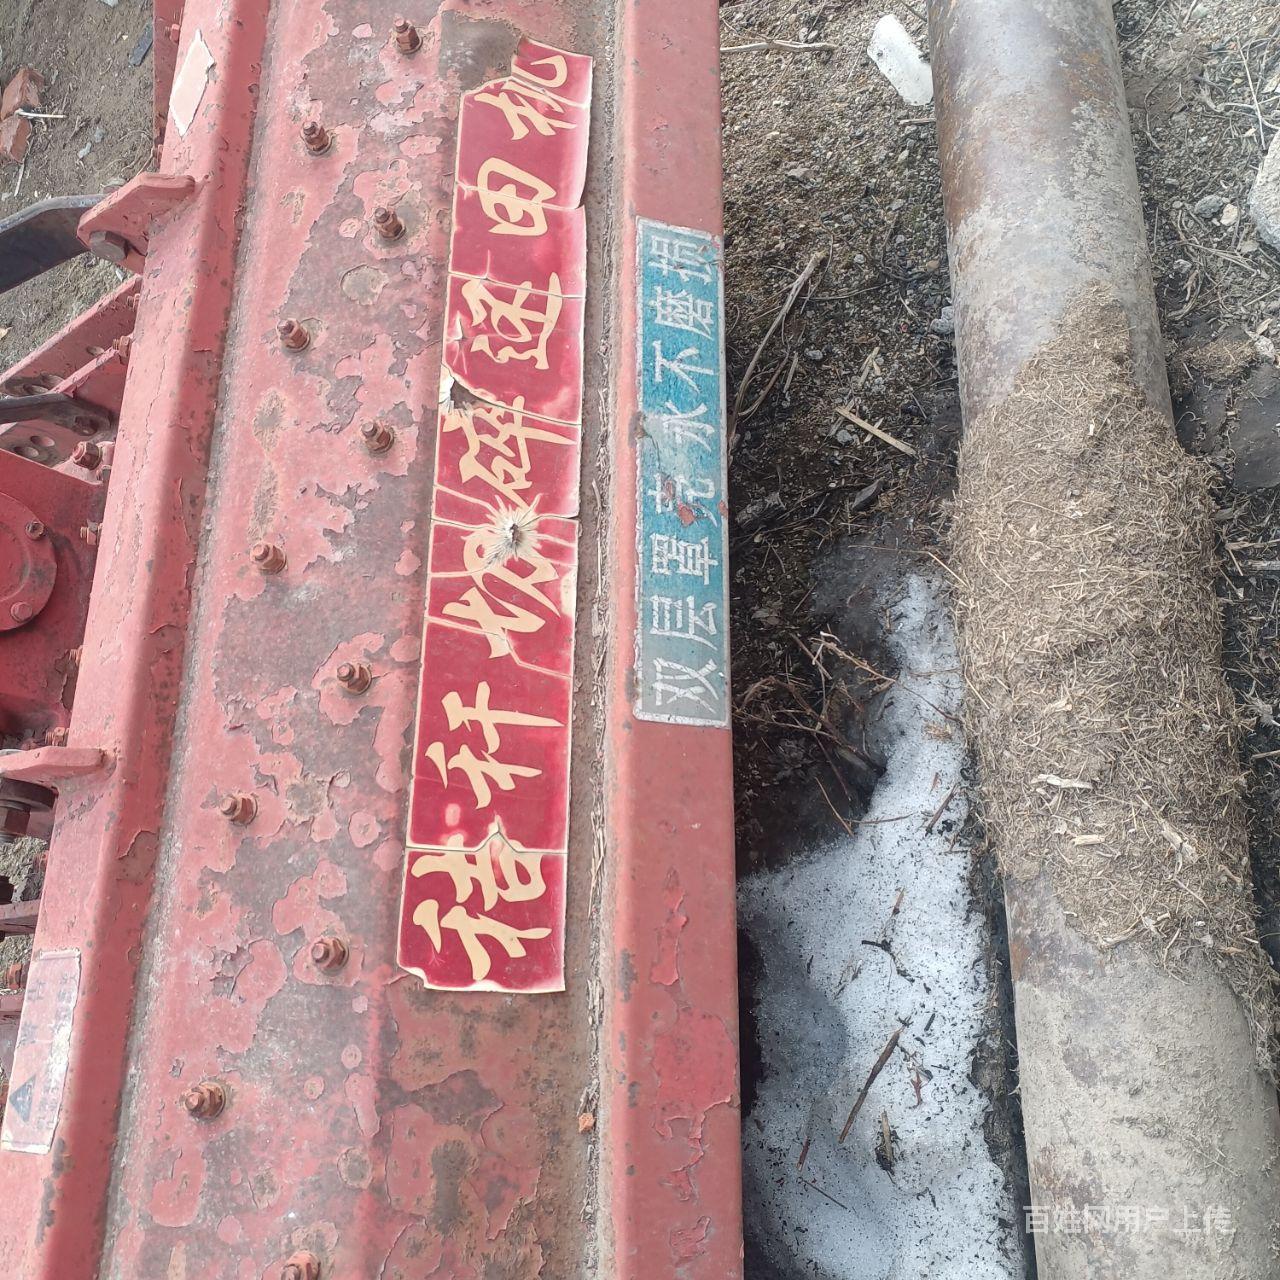 秸秆粉碎还田机
双层罩壳永不磨损
百姓网用户上传